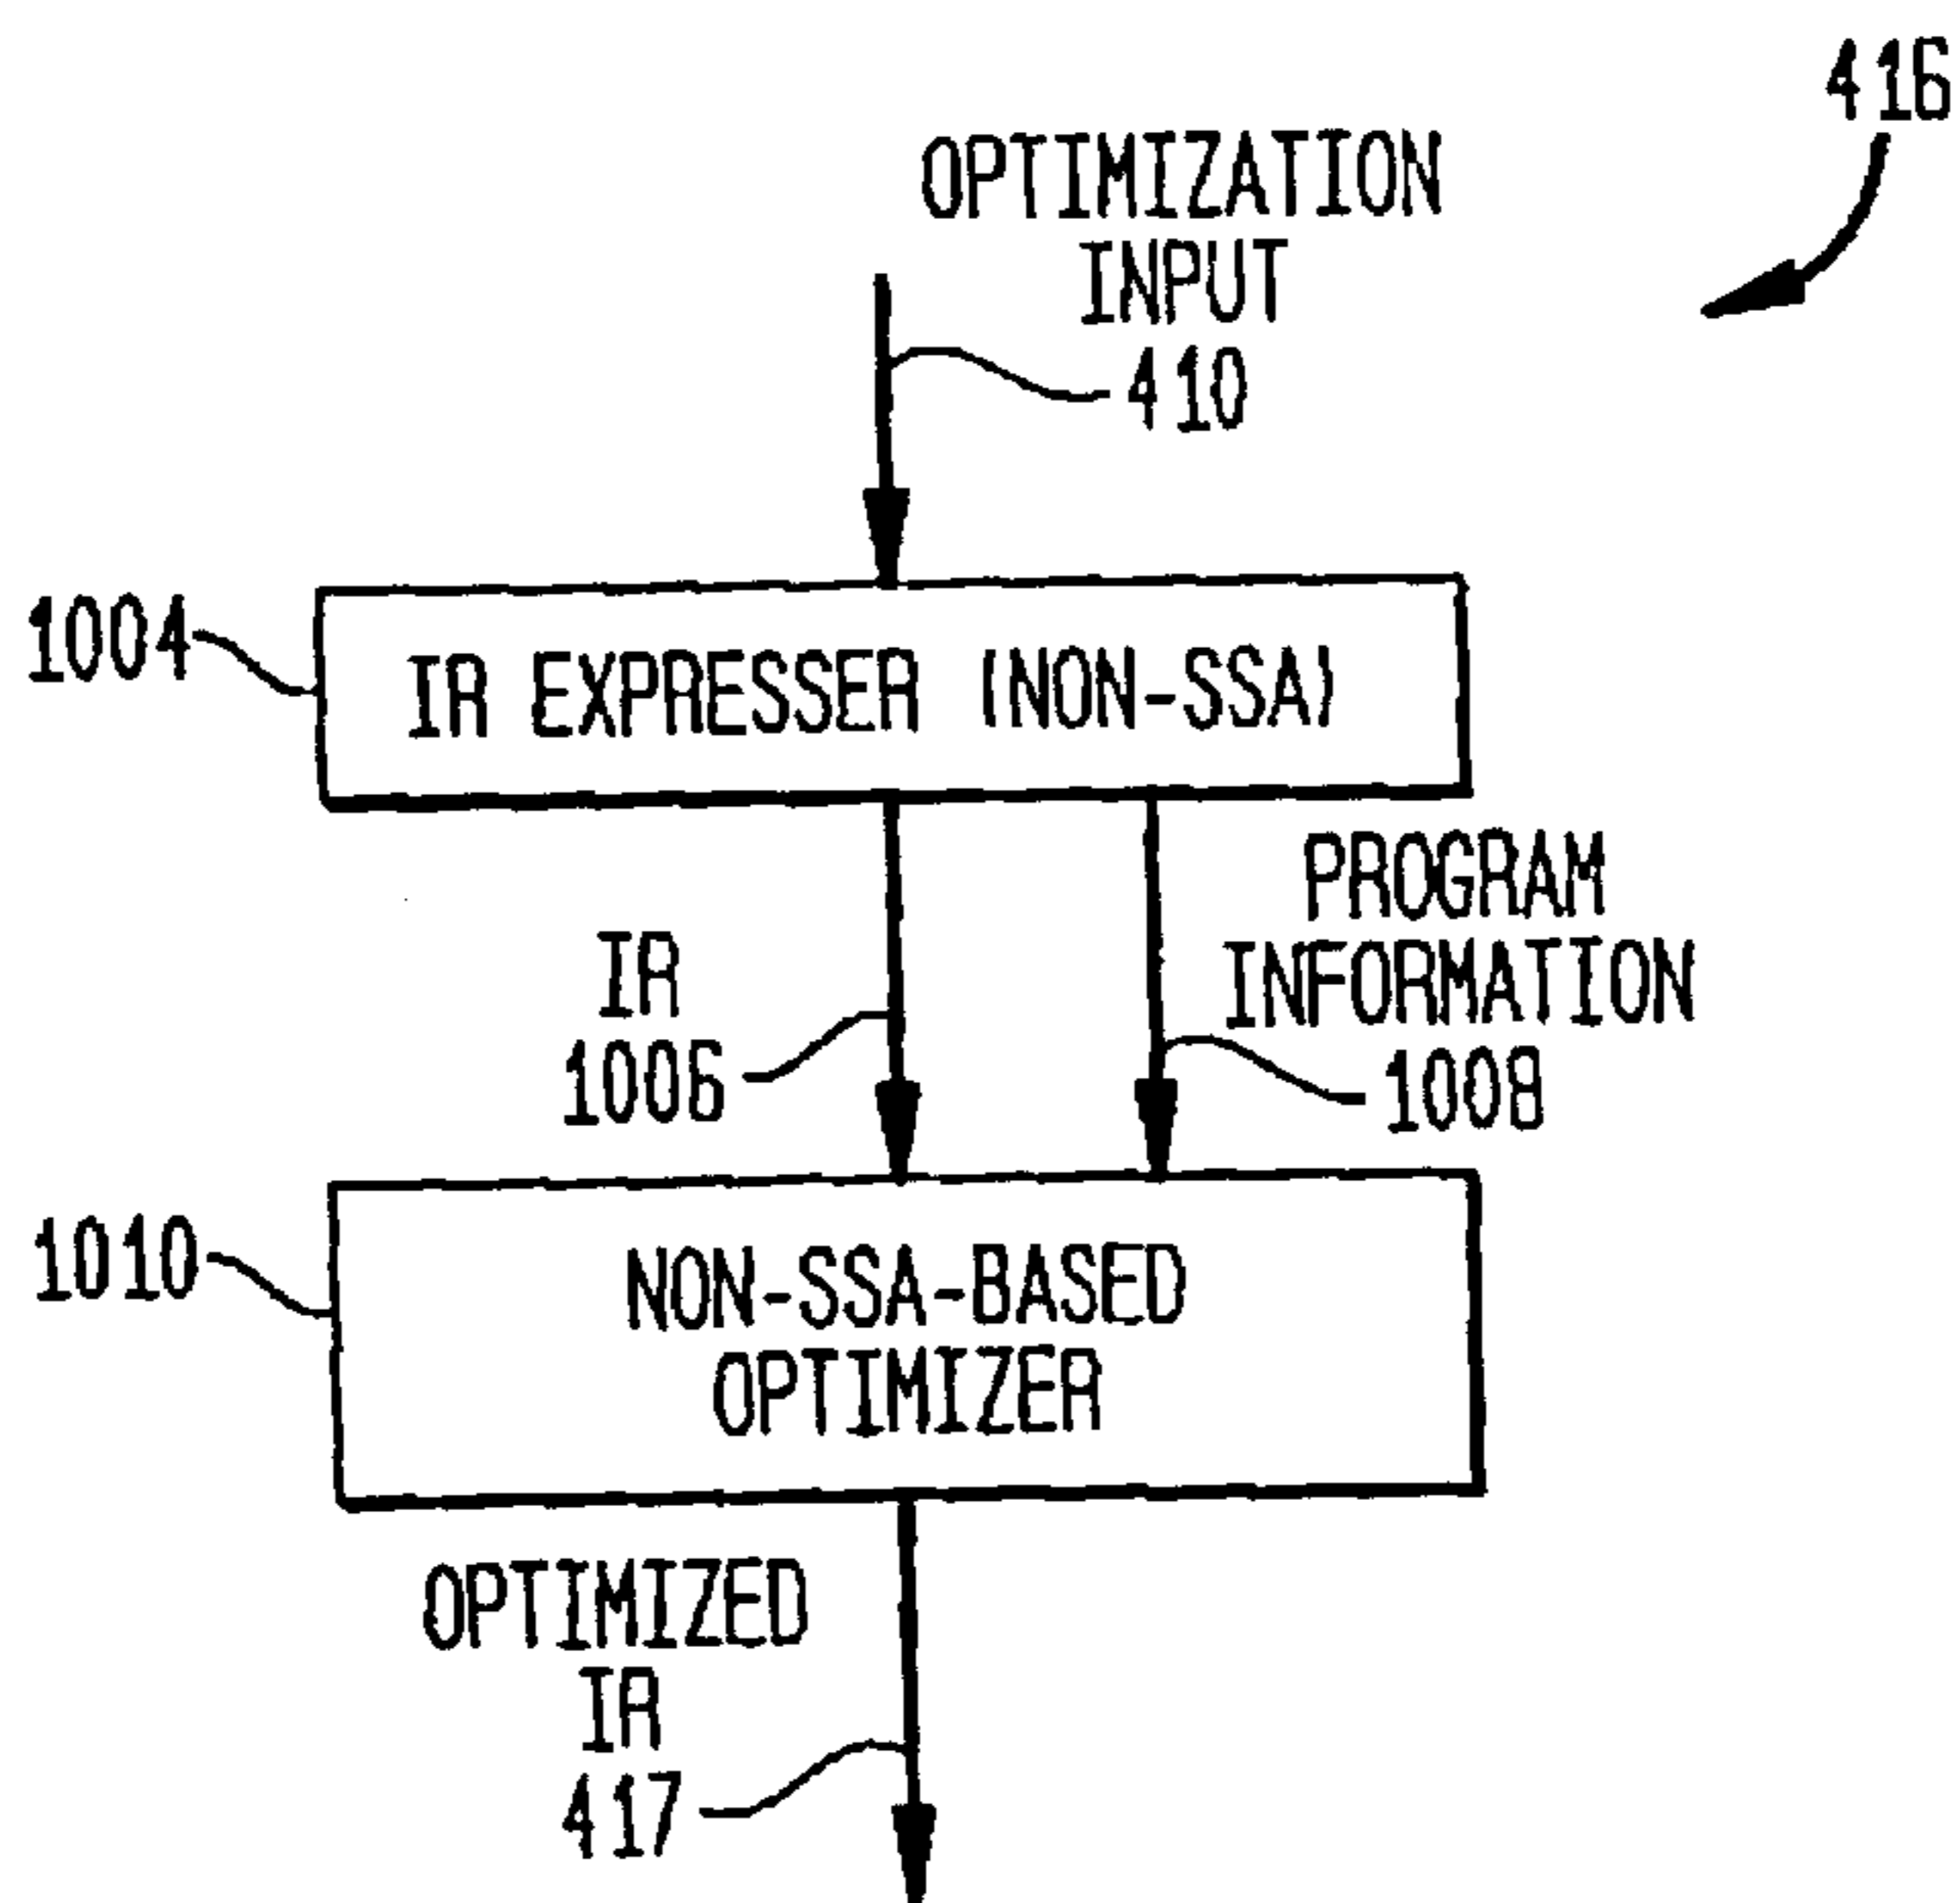 416
OPTIMIZATION
INPUT
410
1004
IR EXPRESSER (NON-SSA)
PROGRAM
INFORMATION
1008
IR
1006
1010
NON-SSA-BASED
OPTIMIZER
OPTIMIZED
IR
417